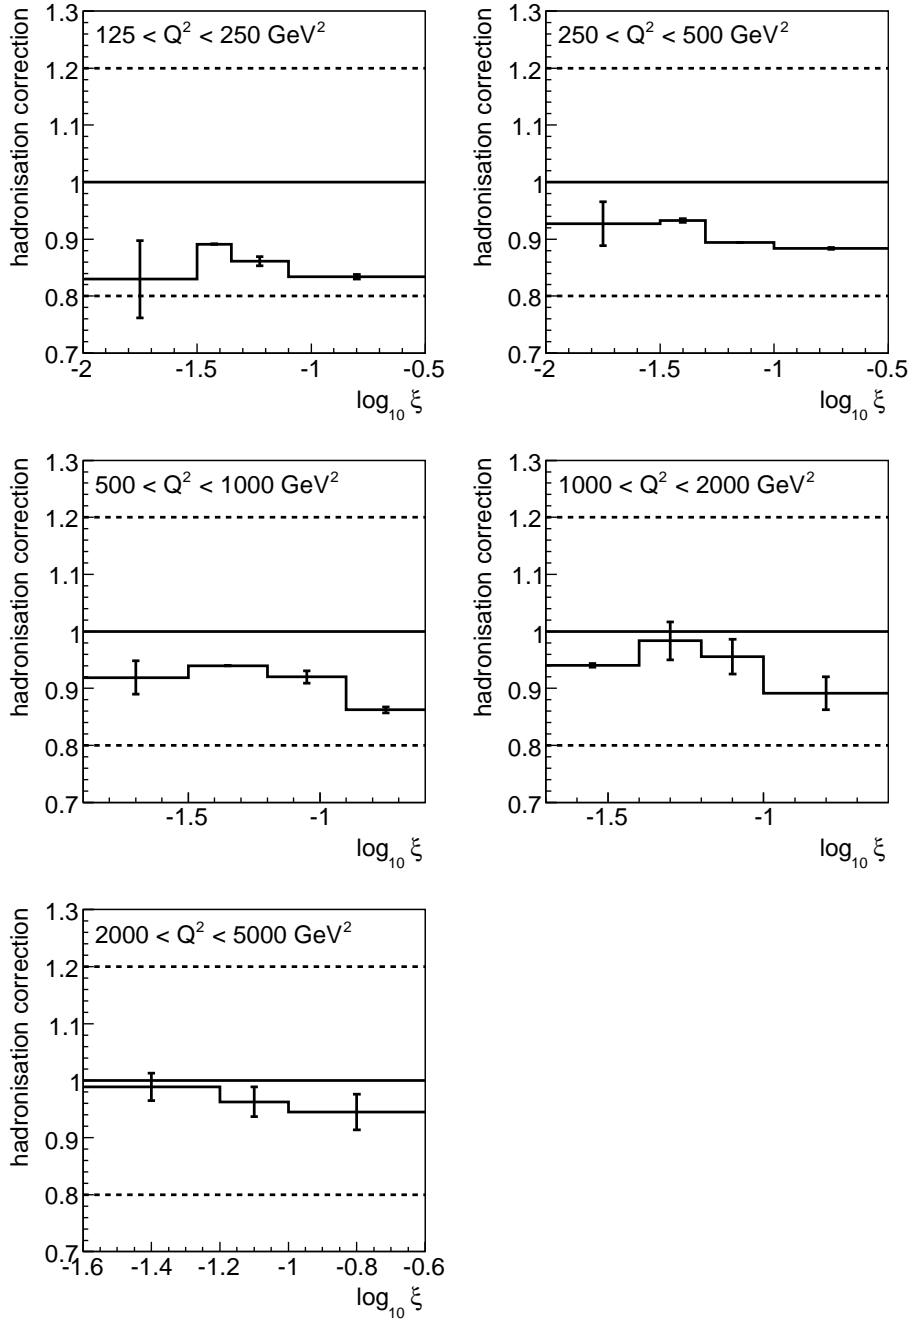 125 < Q² < 250 GeV²
hadronisation correction
1.3
1.2
1.1
1
0.9
0.8
0.7
-2 -1.5 -1 -0.5
log₁₀ ξ
250 < Q² < 500 GeV²
hadronisation correction
1.3
1.2
1.1
1
0.9
0.8
0.7
-2 -1.5 -1 -0.5
log₁₀ ξ
500 < Q² < 1000 GeV²
hadronisation correction
1.3
1.2
1.1
1
0.9
0.8
0.7
-1.5 -1
log₁₀ ξ
1000 < Q² < 2000 GeV²
hadronisation correction
1.3
1.2
1.1
1
0.9
0.8
0.7
-1.5 -1
log₁₀ ξ
2000 < Q² < 5000 GeV²
hadronisation correction
1.3
1.2
1.1
1
0.9
0.8
0.7
-1.6 -1.4 -1.2 -1 -0.8 -0.6
log₁₀ ξ